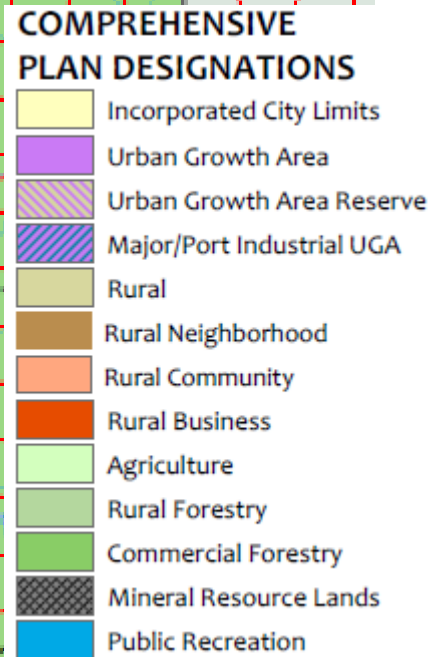 COMPREHENSIVE
PLAN DESIGNATIONS
Incorporated City Limits
Urban Growth Area
Urban Growth Area Reserve
Major/Port Industrial UGA
Rural
Rural Neighborhood
Rural Community
Rural Business
Agriculture
Rural Forestry
Commercial Forestry
Mineral Resource Lands
Public Recreation